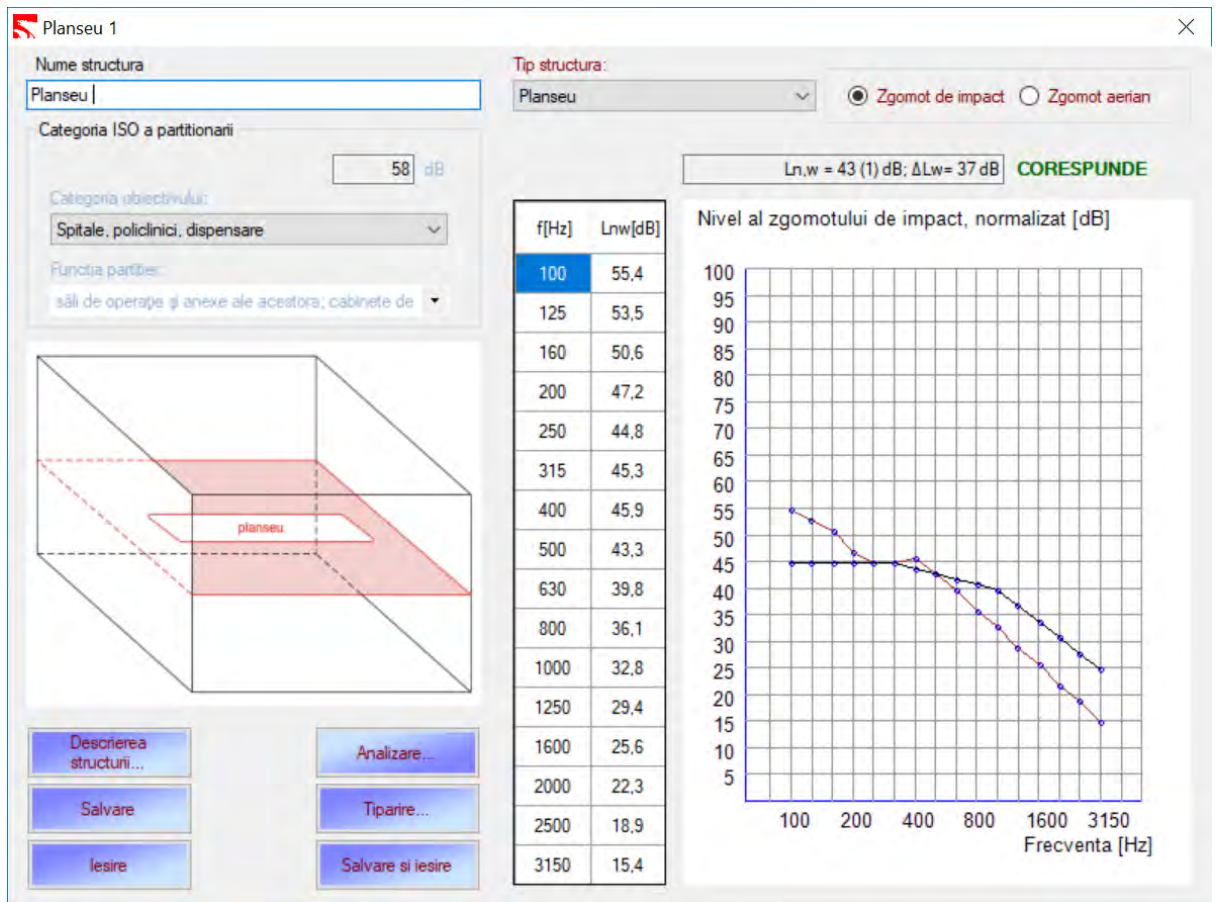 Planseu 1
Nume structura
Planseu
Tip structura:
Planseu
Zgomot de impact
Zgomot aerian
Categoria ISO a partitionarii
58 dB
Categoria obiectivului:
Spitale, policlinici, dispensare
Functia partitiei:
săli de operaţie şi anexe ale acestora; cabinete de
Ln,w = 43 (1) dB; ΔLw= 37 dB
CORESPUNDE
planseu
Descrierea
structurii...
Analizare...
Salvare
Tiparire...
Iesire
Salvare si iesire
f[Hz] Lnw[dB]
100 55,4
125 53,5
160 50,6
200 47,2
250 44,8
315 45,3
400 45,9
500 43,3
630 39,8
800 36,1
1000 32,8
1250 29,4
1600 25,6
2000 22,3
2500 18,9
3150 15,4
Nivel al zgomotului de impact, normalizat [dB]
100
95
90
85
80
75
70
65
60
55
50
45
40
35
30
25
20
15
10
5
100 200 400 800 1600 3150
Frecventa [Hz]